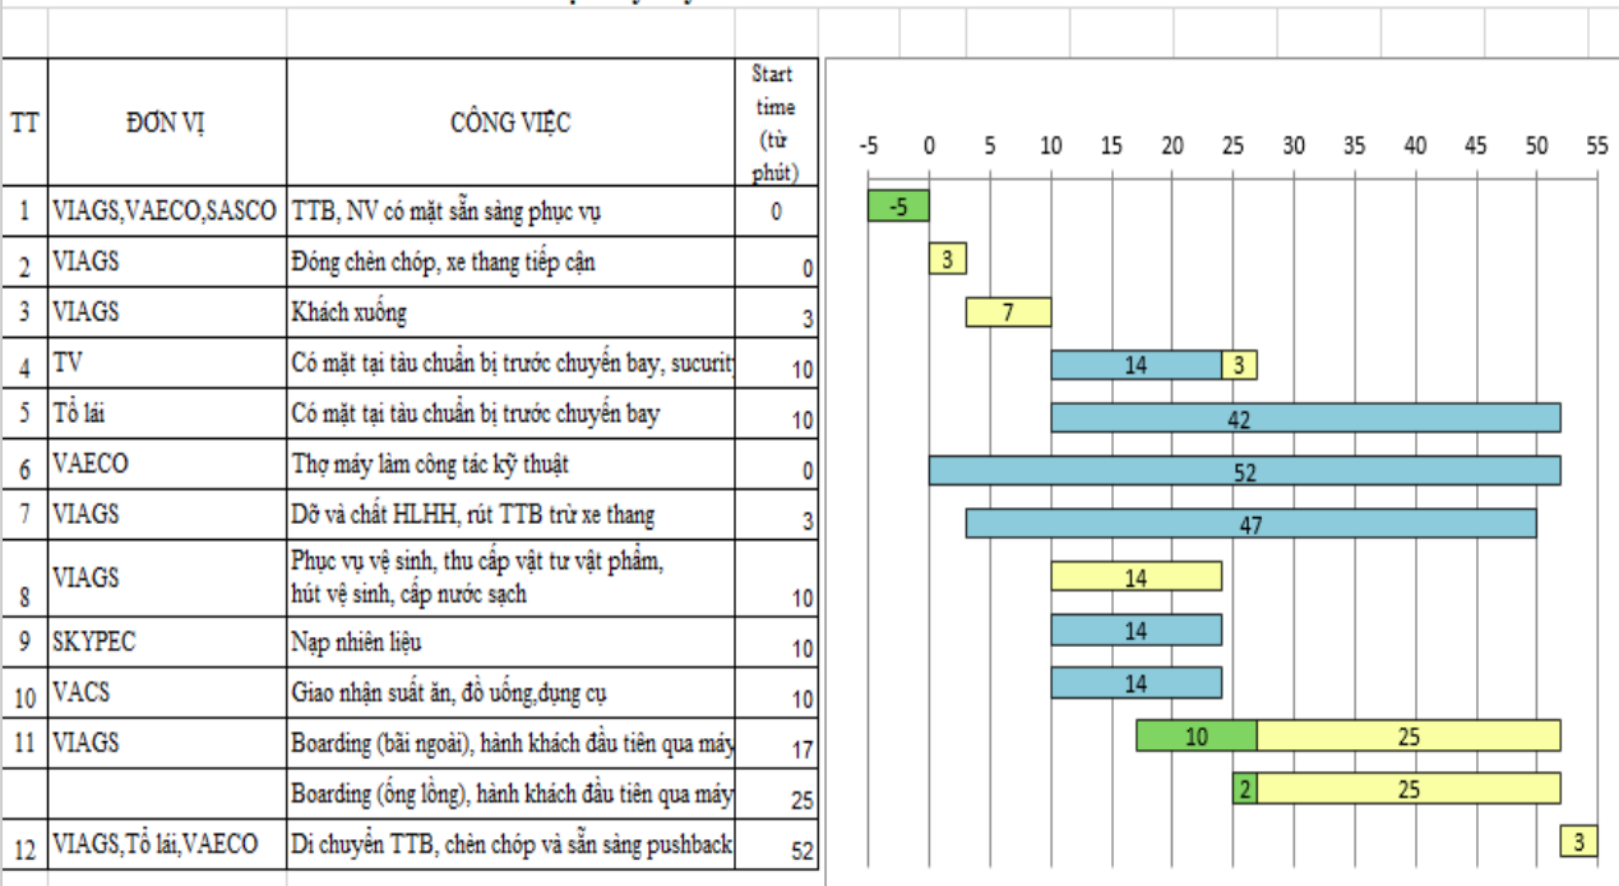 TT
ĐƠN VỊ
CÔNG VIỆC
Start
time
(từ
phút)
-5 0 5 10 15 20 25 30 35 40 45 50 55
1 VIAGS,VAECO,SASCO TTB, NV có mặt sẵn sàng phục vụ 0 -5
2 VIAGS Đóng chèn chóp, xe thang tiếp cận 0 3
3 VIAGS Khách xuống 3 7
4 TV Có mặt tại tàu chuẩn bị trước chuyến bay, sucurit 10 14 3
5 Tổ lái Có mặt tại tàu chuẩn bị trước chuyến bay 10 42
6 VAECO Thợ máy làm công tác kỹ thuật 0 52
7 VIAGS Dỡ và chất HLHH, rút TTB trừ xe thang 3 47
8 VIAGS Phục vụ vệ sinh, thu cấp vật tư vật phẩm,
hút vệ sinh, cấp nước sạch 10 14
9 SKYPEC Nạp nhiên liệu 10 14
10 VACS Giao nhận suất ăn, đồ uống,dụng cụ 10 14
11 VIAGS Boarding (bãi ngoài), hành khách đầu tiên qua máy 17 10 25
Boarding (ống lồng), hành khách đầu tiên qua máy 25 2 25
12 VIAGS,Tổ lái,VAECO Di chuyển TTB, chèn chóp và sẵn sàng pushback 52 3